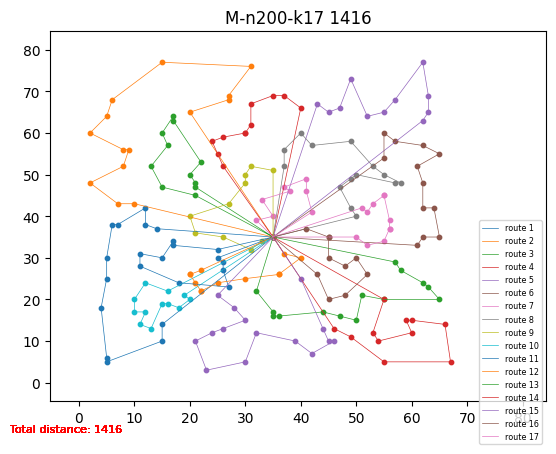 M-n200-k17 1416
80
70
60
50
40
30
20
10
0
0 10 20 30 40 50 60 70 80
route 1
route 2
route 3
route 4
route 5
route 6
route 7
route 8
route 9
route 10
route 11
route 12
route 13
route 14
route 15
route 16
route 17
Total distance: 1416